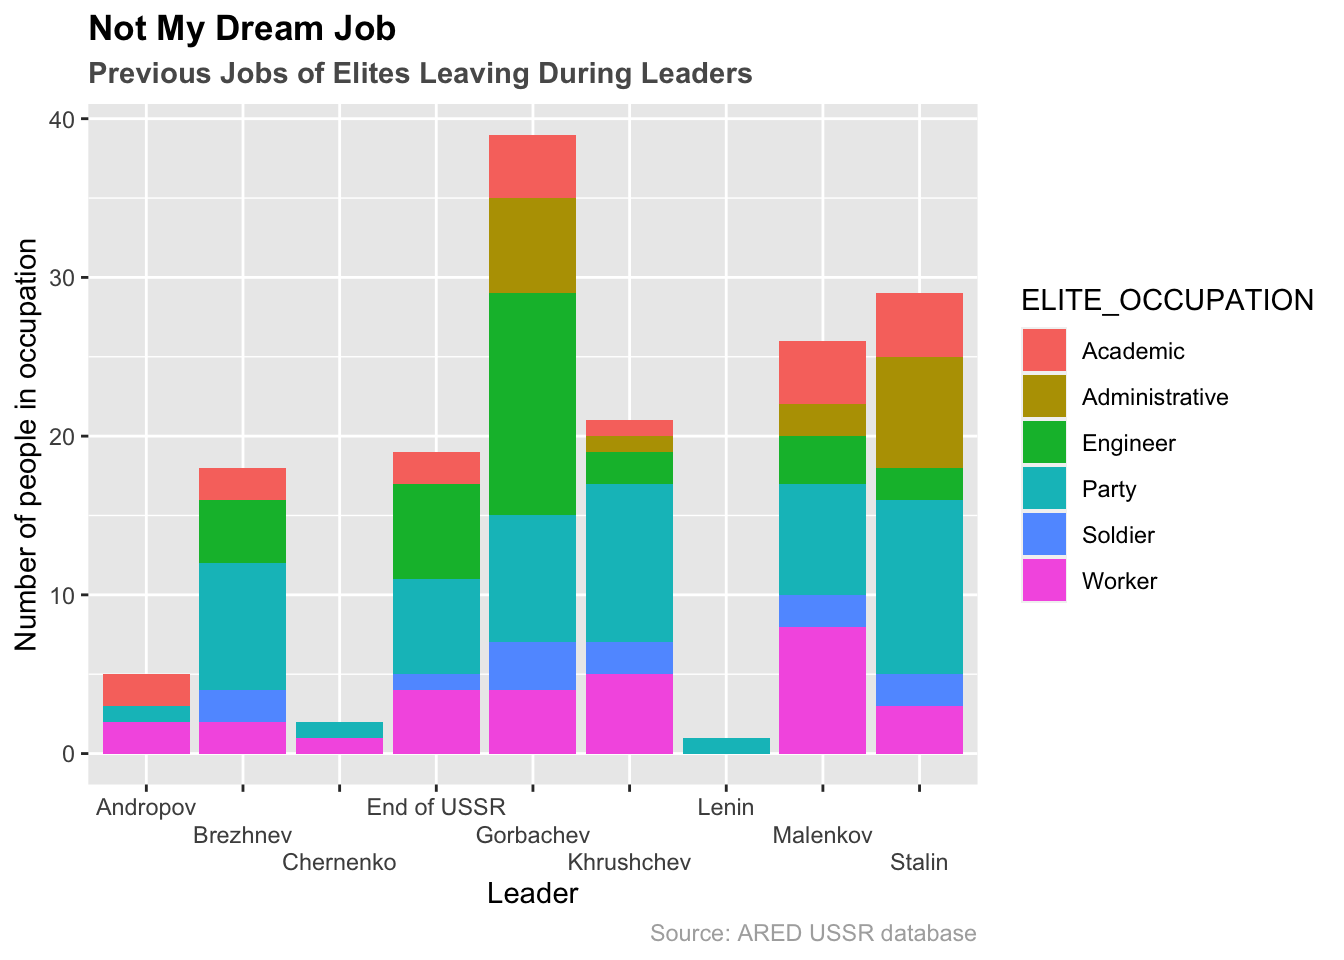 Not My Dream Job
Previous Jobs of Elites Leaving During Leaders
Number of people in occupation
40
30
20
10
0
Andropov
Brezhnev
Chernenko
End of USSR
Gorbachev
Khrushchev
Lenin
Malenkov
Stalin
Leader
ELITE_OCCUPATION
Academic
Administrative
Engineer
Party
Soldier
Worker
Source: ARED USSR database